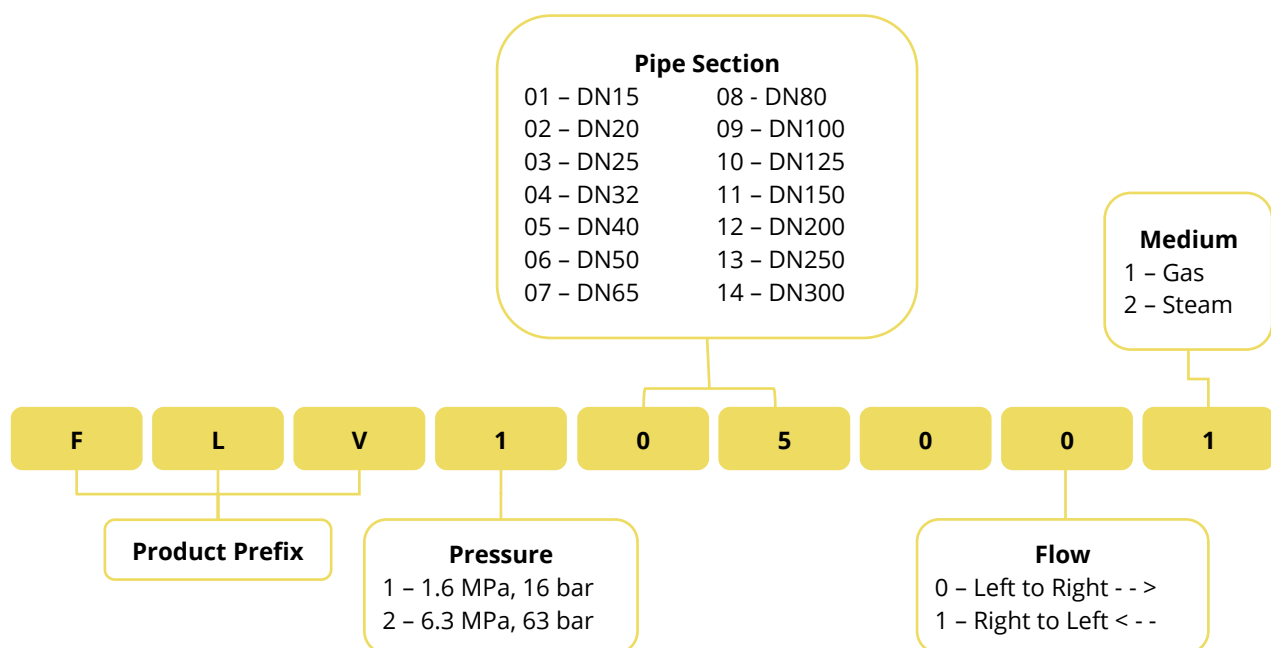 Pipe Section
01 – DN15 08 - DN80
02 – DN20 09 – DN100
03 – DN25 10 – DN125
04 – DN32 11 – DN150
05 – DN40 12 – DN200
06 – DN50 13 – DN250
07 – DN65 14 – DN300
Medium
1 – Gas
2 – Steam
F L V 1 0 5 0 0 1
Product Prefix
Pressure
1 – 1.6 MPa, 16 bar
2 – 6.3 MPa, 63 bar
Flow
0 – Left to Right - - >
1 – Right to Left < - -